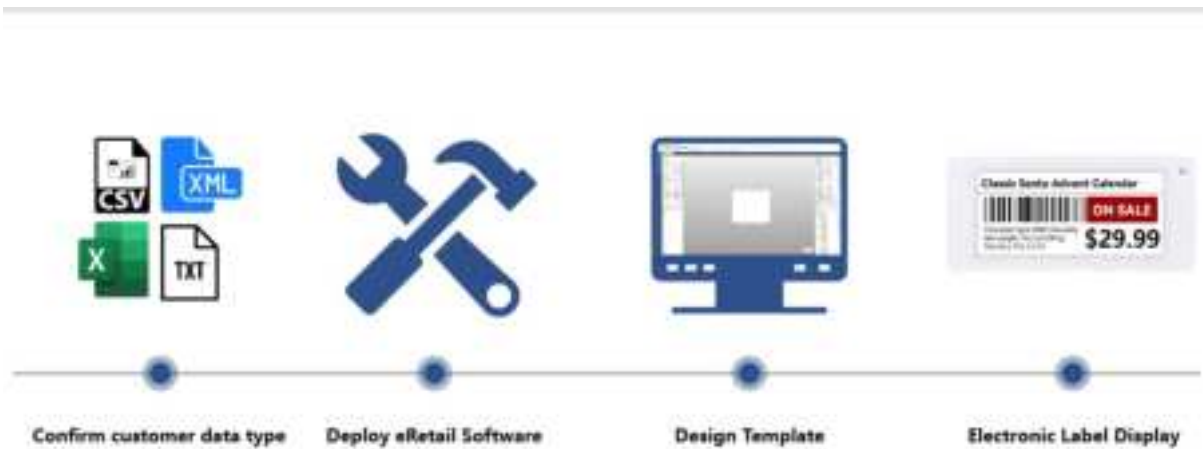 CSV
XML
X
TXT
Classic Santa Advent Calendar
ON SALE
$29.99
Confirm customer data type
Deploy eRetail Software
Design Template
Electronic Label Display